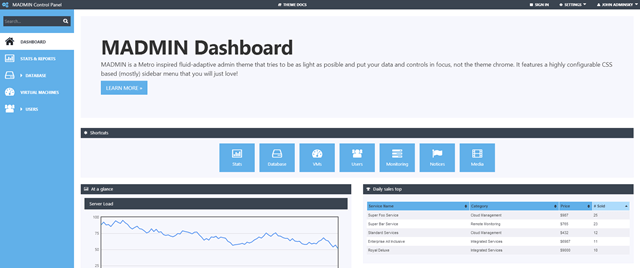 MADMIN Control Panel
THEME DOCS
SIGN IN
SETTINGS
JOHN ADMINSKY
Search...
DASHBOARD
STATS & REPORTS
DATABASE
VIRTUAL MACHINES
USERS
MADMIN Dashboard
MADMIN is a Metro inspired fluid-adaptive admin theme that tries to be as light as posible and put your data and controls in focus, not the theme chrome. It features a highly configurable CSS
based (mostly) sidebar menu that you will just love!
LEARN MORE »
Shortcuts
Stats
Database
VMs
Users
Monitoring
Notices
Media
At a glance
Server Load
100
75
50
25
Daily sales top
Service Name Category Price # Sold
Super Fox Service Cloud Management 23
Super Bar Service Remote Monitoring $765 23
Standard Services Cloud Management $432 12
Enterprise All-Inclusive Integrated Services 11
Royal Deluxe Integrated Services 10